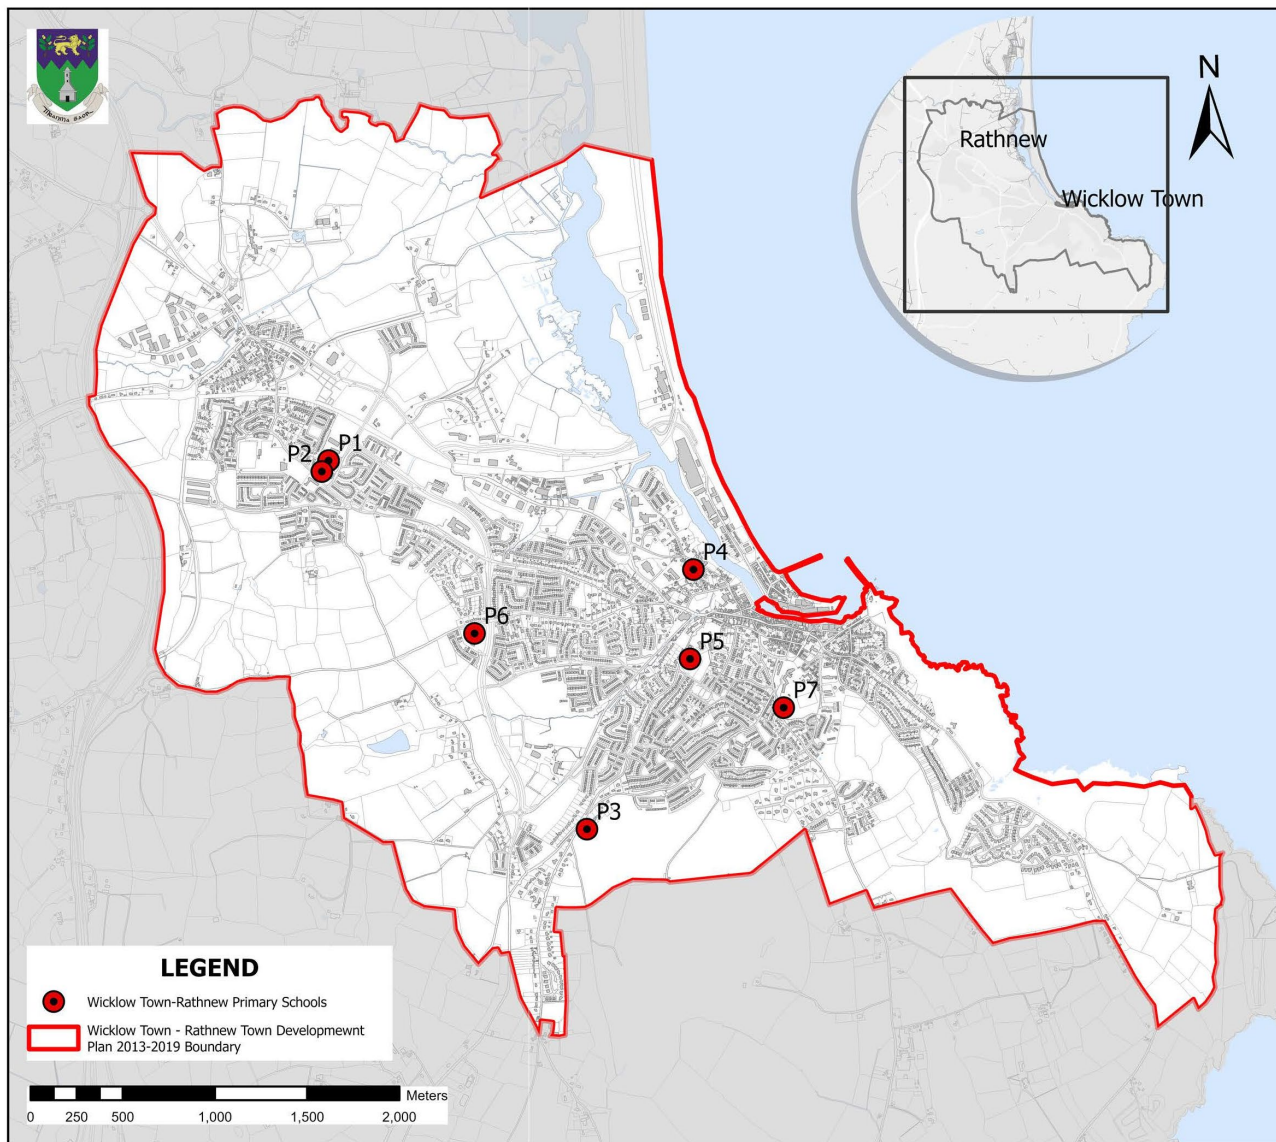 N
Rathnew
Wicklow Town
P1
P2
P4
P6
P5
P7
P3
LEGEND
Wicklow Town-Rathnew Primary Schools
Wicklow Town - Rathnew Town Developmewnt
Plan 2013-2019 Boundary
Meters
0 250 500 1,000 1,500 2,000